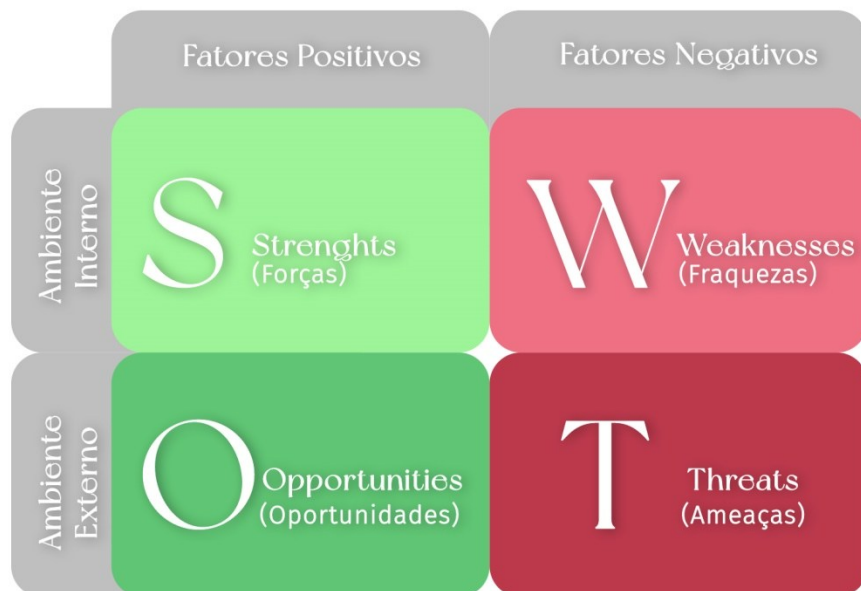 Fatores Positivos
Fatores Negativos
Ambiente
Interno
S
Strenghts
(Forças)
W
Weaknesses
(Fraquezas)
Ambiente
Externo
O
Opportunities
(Oportunidades)
T
Threats
(Ameaças)